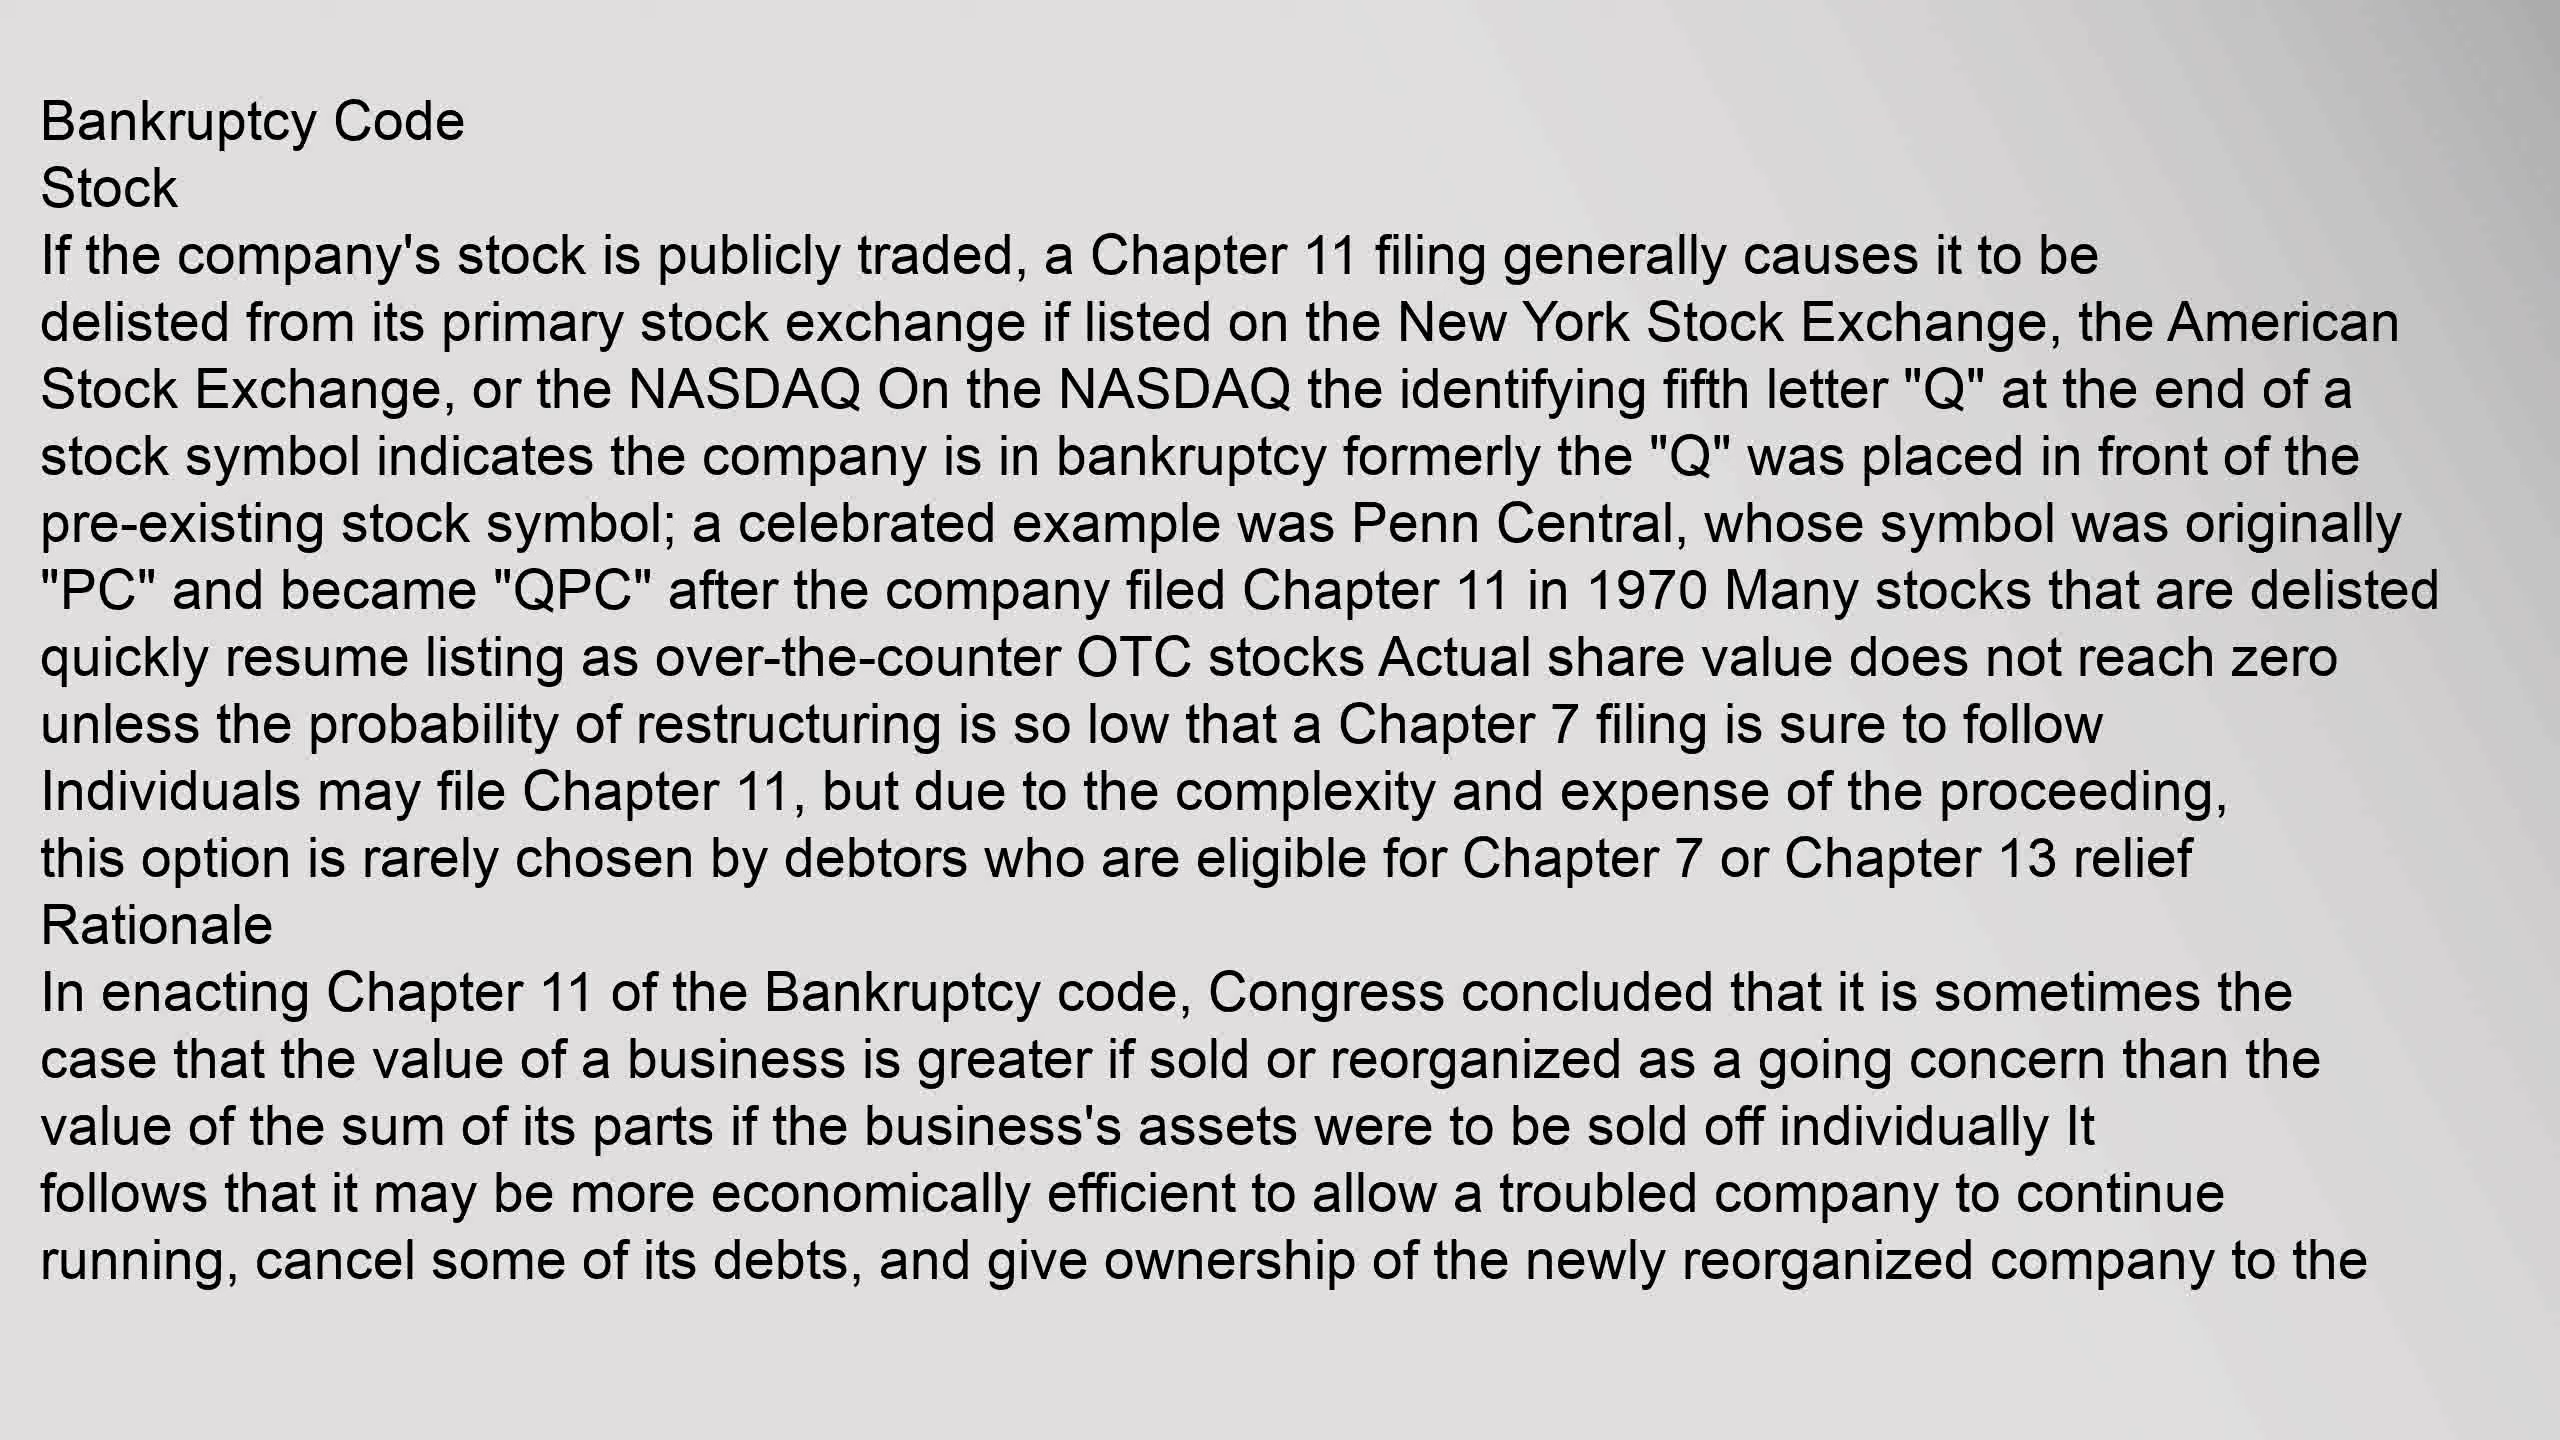 Bankruptcy Code
Stock
If the company's stock is publicly traded, a Chapter 11 filing generally causes it to be
delisted from its primary stock exchange if listed on the New York Stock Exchange, the American
Stock Exchange, or the NASDAQ On the NASDAQ the identifying fifth letter "Q" at the end of a
stock symbol indicates the company is in bankruptcy formerly the "Q" was placed in front of the
pre-existing stock symbol; a celebrated example was Penn Central, whose symbol was originally
"PC" and became "QPC" after the company filed Chapter 11 in 1970 Many stocks that are delisted
quickly resume listing as over-the-counter OTC stocks Actual share value does not reach zero
unless the probability of restructuring is so low that a Chapter 7 filing is sure to follow
Individuals may file Chapter 11, but due to the complexity and expense of the proceeding,
this option is rarely chosen by debtors who are eligible for Chapter 7 or Chapter 13 relief
Rationale
In enacting Chapter 11 of the Bankruptcy code, Congress concluded that it is sometimes the
case that the value of a business is greater if sold or reorganized as a going concern than the
value of the sum of its parts if the business's assets were to be sold off individually It
follows that it may be more economically efficient to allow a troubled company to continue
running, cancel some of its debts, and give ownership of the newly reorganized company to the